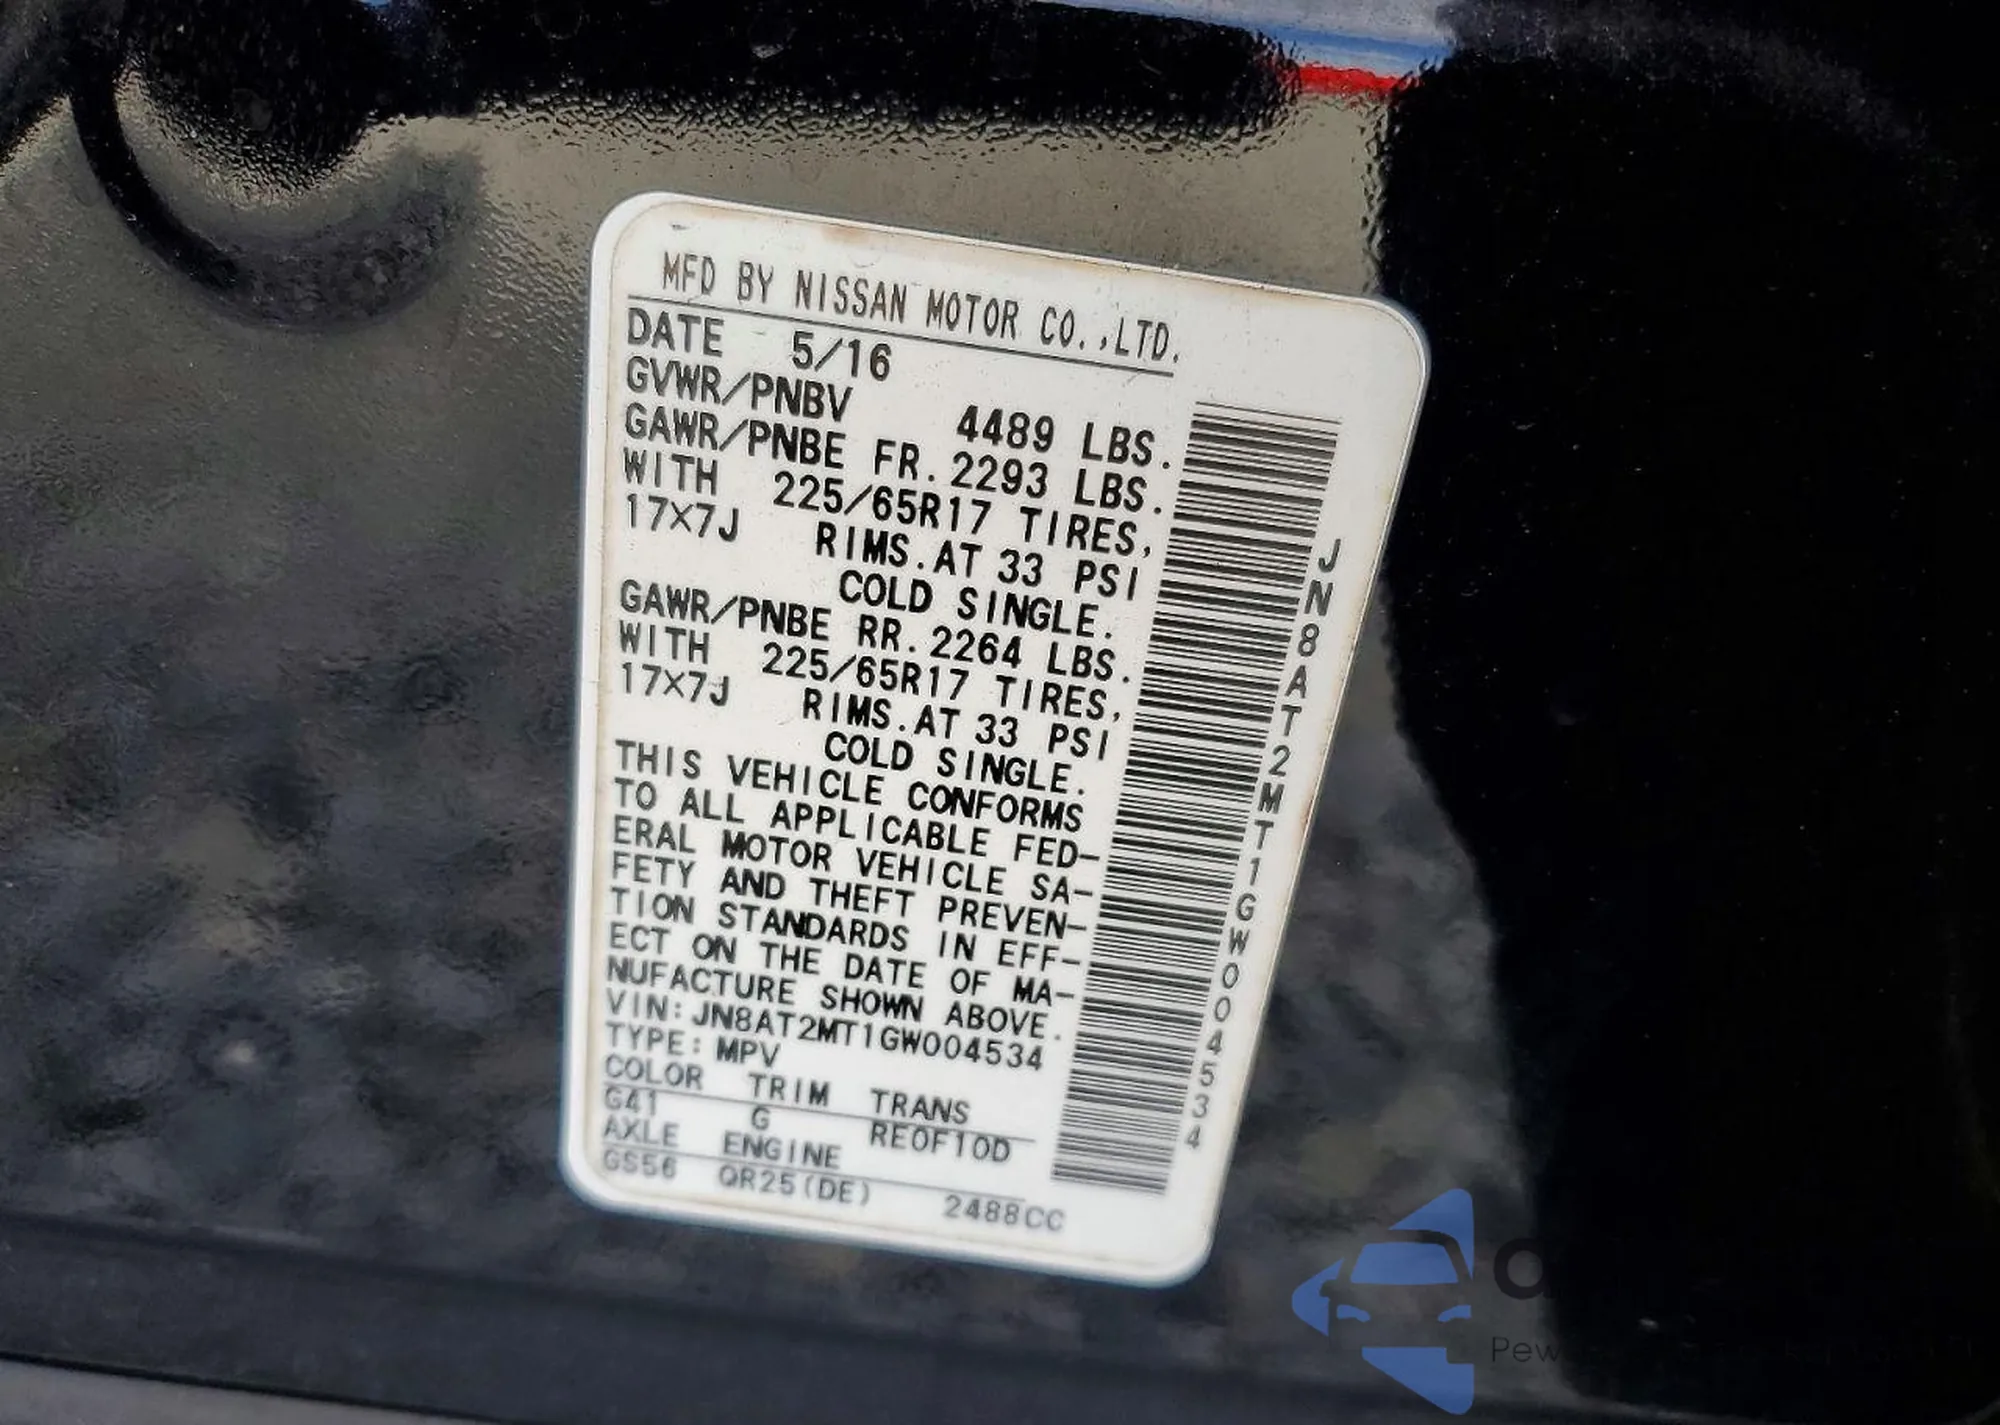 MFD BY NISSAN MOTOR CO.,LTD.
DATE 5/16
GVWR/PNBV 4489 LBS.
GAWR/PNBE FR. 2293 LBS.
WITH 225/65R17 TIRES,
17X7J RIMS.AT 33 PSI
COLD SINGLE.
GAWR/PNBE RR. 2264 LBS.
WITH 225/65R17 TIRES,
17X7J RIMS.AT 33 PSI
COLD SINGLE.
THIS VEHICLE CONFORMS
TO ALL APPLICABLE FED-
ERAL MOTOR VEHICLE SA-
FETY AND THEFT PREVEN-
TION STANDARDS IN EFF-
ECT ON THE DATE OF MA-
NUFACTURE SHOWN ABOVE.
VIN: JN8AT2MT1GW004534
TYPE: MPV
COLOR TRIM TRANS
G41 G RE0F10D
AXLE ENGINE
GS56 QR25(DE) 2488CC
JN8AT2MT1GW004534